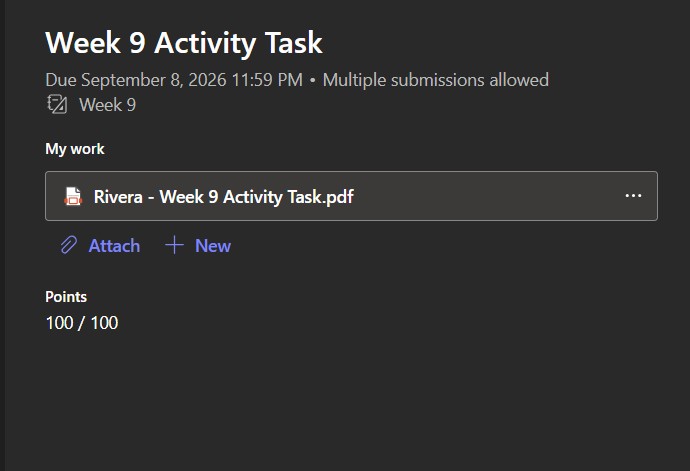 Week 9 Activity Task
Due September 8, 2026 11:59 PM • Multiple submissions allowed
Week 9
My work
Rivera - Week 9 Activity Task.pdf
Attach
New
Points
100 / 100